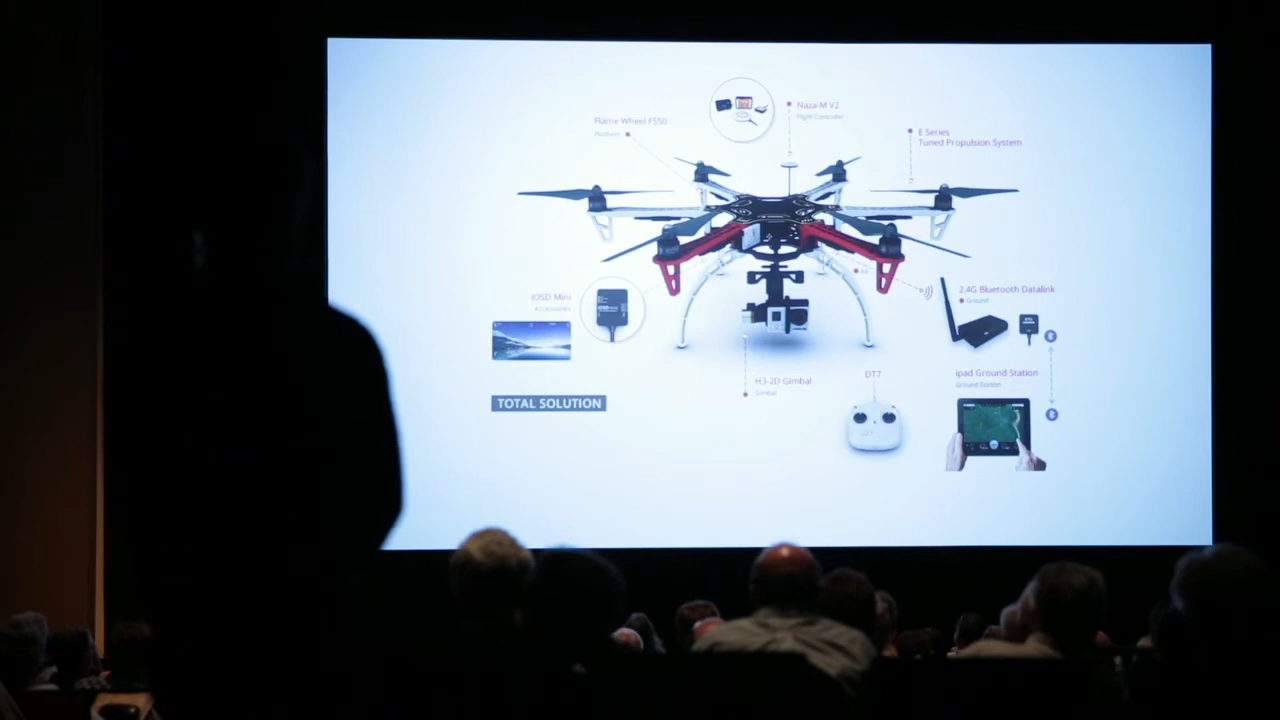 Naza-M V2
Flight Controller
Flame Wheel F550
Platform
E Series
Tuned Propulsion System
iOSD Mini
Accessories
2.4G Bluetooth Datalink
Ground
H3-2D Gimbal
Gimbal
DT7
ipad Ground Station
Ground Station
TOTAL SOLUTION